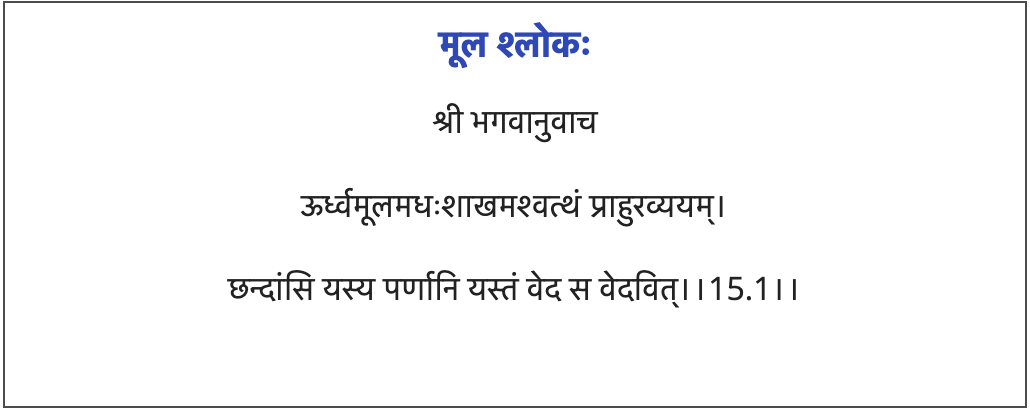 मूल श्लोकः
श्री भगवानुवाच
ऊर्ध्वमूलमधःशाखमश्वत्थं प्राहुरव्ययम्।
छन्दांसि यस्य पर्णानि यस्तं वेद स वेदवित्।।15.1।।